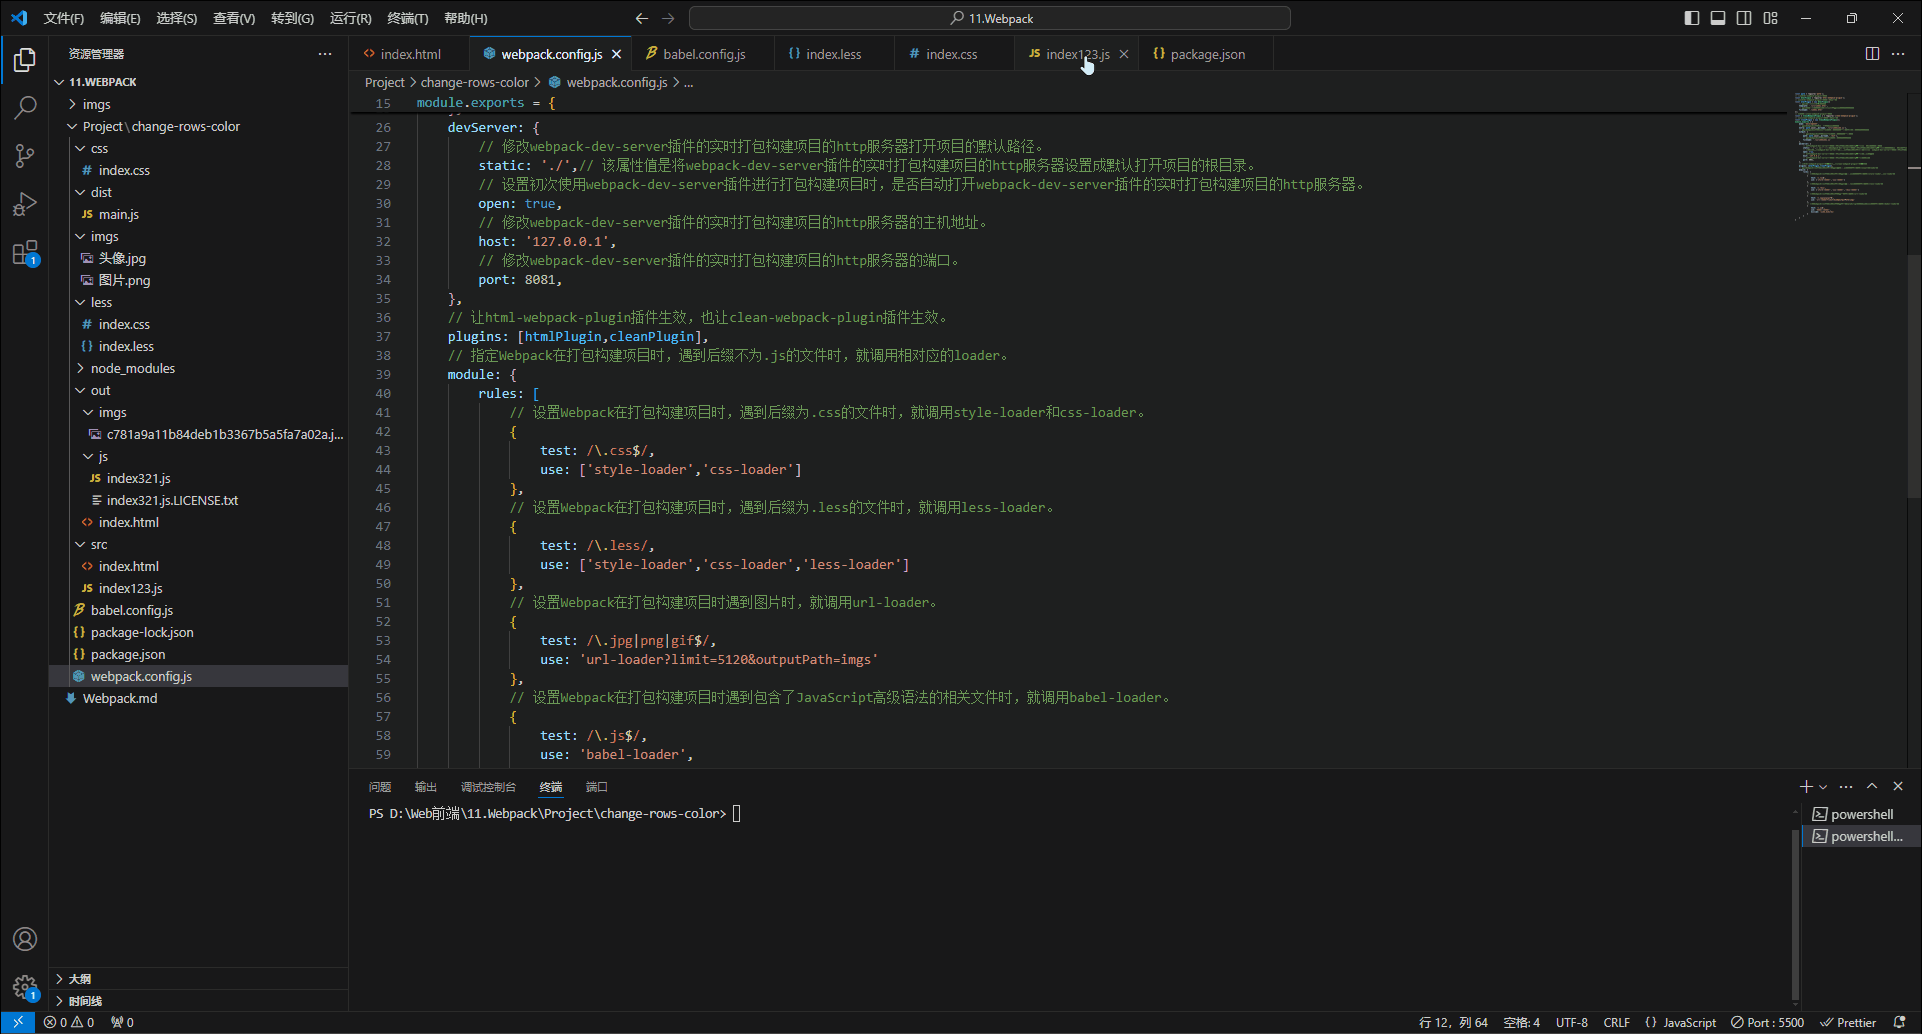 文件(F) 编辑(E) 选择(S) 查看(V) 转到(G) 运行(R) 终端(T) 帮助(H)
11.Webpack
资源管理器
11.WEBPACK
imgs
Project\change-rows-color
css
index.css
dist
main.js
imgs
头像.jpg
图片.png
less
index.css
index.less
node_modules
out
imgs
c781a9a11b84deb1b3367b5a5fa7a02a.j...
js
index321.js
index321.js.LICENSE.txt
index.html
src
index.html
index123.js
babel.config.js
package-lock.json
package.json
webpack.config.js
Webpack.md
大纲
时间线
index.html webpack.config.js babel.config.js index.less index.css index123.js package.json
Project > change-rows-color > webpack.config.js > ...
15 module.exports = {
26 devServer: {
27 // 修改webpack-dev-server插件的实时打包构建项目的http服务器打开项目的默认路径。
28 static: './',// 该属性值是将webpack-dev-server插件的实时打包构建项目的http服务器设置成默认打开项目的根目录。
29 // 设置初次使用webpack-dev-server插件进行打包构建项目时，是否自动打开webpack-dev-server插件的实时打包构建项目的http服务器。
30 open: true,
31 // 修改webpack-dev-server插件的实时打包构建项目的http服务器的主机地址。
32 host: '127.0.0.1',
33 // 修改webpack-dev-server插件的实时打包构建项目的http服务器的端口。
34 port: 8081,
35 },
36 // 让html-webpack-plugin插件生效，也让clean-webpack-plugin插件生效。
37 plugins: [htmlPlugin,cleanPlugin],
38 // 指定Webpack在打包构建项目时，遇到后缀不为.js的文件时，就调用相对应的loader。
39 module: {
40 rules: [
41 // 设置Webpack在打包构建项目时，遇到后缀为.css的文件时，就调用style-loader和css-loader。
42 {
43 test: /\.css$/,
44 use: ['style-loader','css-loader']
45 },
46 // 设置Webpack在打包构建项目时，遇到后缀为.less的文件时，就调用less-loader。
47 {
48 test: /\.less/,
49 use: ['style-loader','css-loader','less-loader']
50 },
51 // 设置Webpack在打包构建项目时遇到图片时，就调用url-loader。
52 {
53 test: /\.jpg|png|gif$/,
54 use: 'url-loader?limit=5120&outputPath=imgs'
55 },
56 // 设置Webpack在打包构建项目时遇到包含了JavaScript高级语法的相关文件时，就调用babel-loader。
57 {
58 test: /\.js$/,
59 use: 'babel-loader',
问题 输出 调试控制台 终端 端口
PS D:\Web前端\11.Webpack\Project\change-rows-color>
powershell
powershell...
0 0 0
行 12，列 64 空格: 4 UTF-8 CRLF {} JavaScript Port : 5500 Prettier